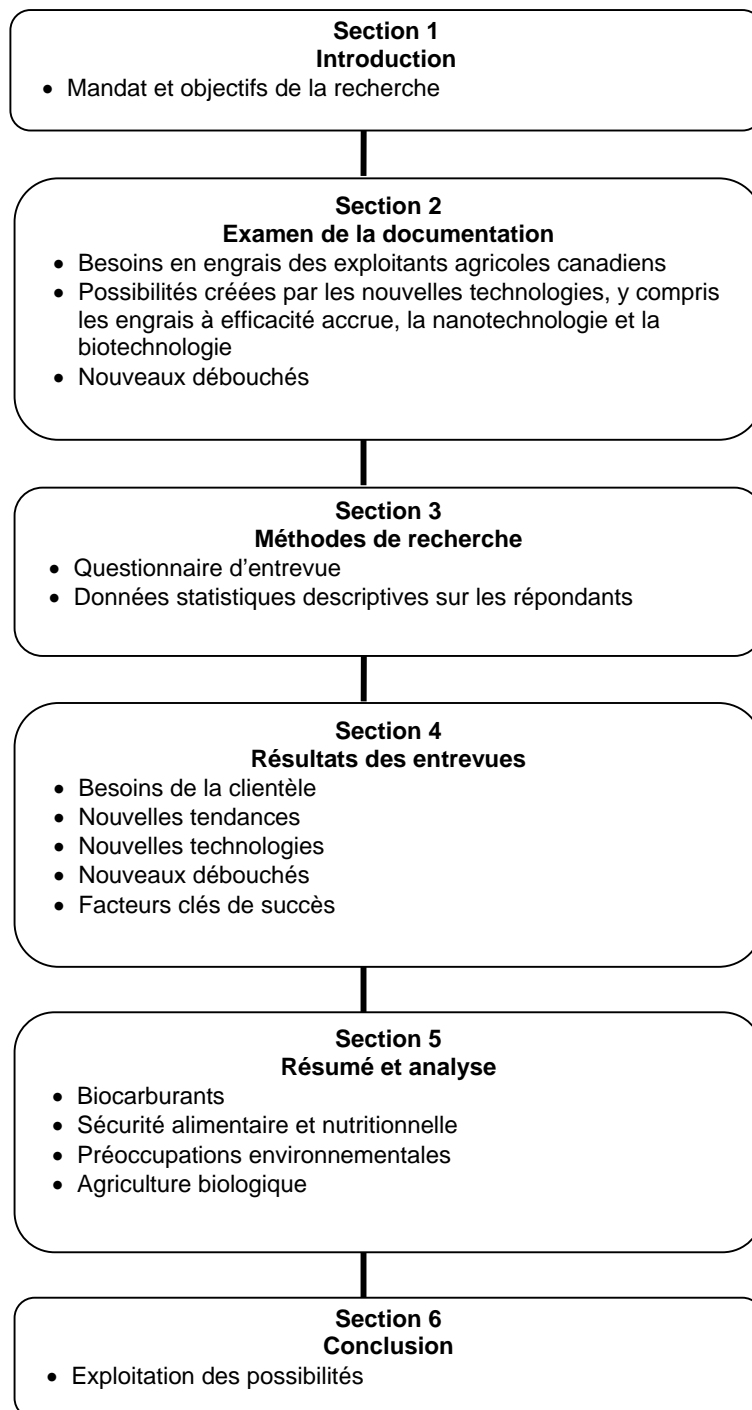 Section 1
Introduction
• Mandat et objectifs de la recherche
Section 2
Examen de la documentation
• Besoins en engrais des exploitants agricoles canadiens
• Possibilités créées par les nouvelles technologies, y compris
les engrais à efficacité accrue, la nanotechnologie et la
biotechnologie
• Nouveaux débouchés
Section 3
Méthodes de recherche
• Questionnaire d'entrevue
• Données statistiques descriptives sur les répondants
Section 4
Résultats des entrevues
• Besoins de la clientèle
• Nouvelles tendances
• Nouvelles technologies
• Nouveaux débouchés
• Facteurs clés de succès
Section 5
Résumé et analyse
• Biocarburants
• Sécurité alimentaire et nutritionnelle
• Préoccupations environnementales
• Agriculture biologique
Section 6
Conclusion
• Exploitation des possibilités